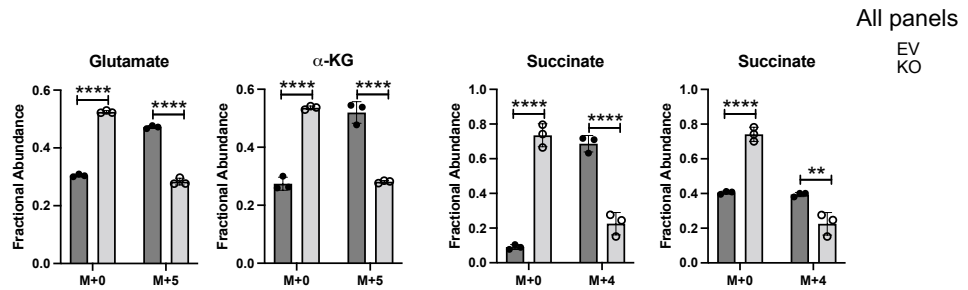 All panels
EV
KO
Glutamate
Fractional Abundance
0.6
0.4
0.2
0.0
****
****
M+0
M+5
α-KG
Fractional Abundance
0.6
0.4
0.2
0.0
****
****
M+0
M+5
Succinate
Fractional Abundance
1.0
0.8
0.6
0.4
0.2
0.0
****
****
M+0
M+4
Succinate
Fractional Abundance
1.0
0.8
0.6
0.4
0.2
0.0
****
**
M+0
M+4